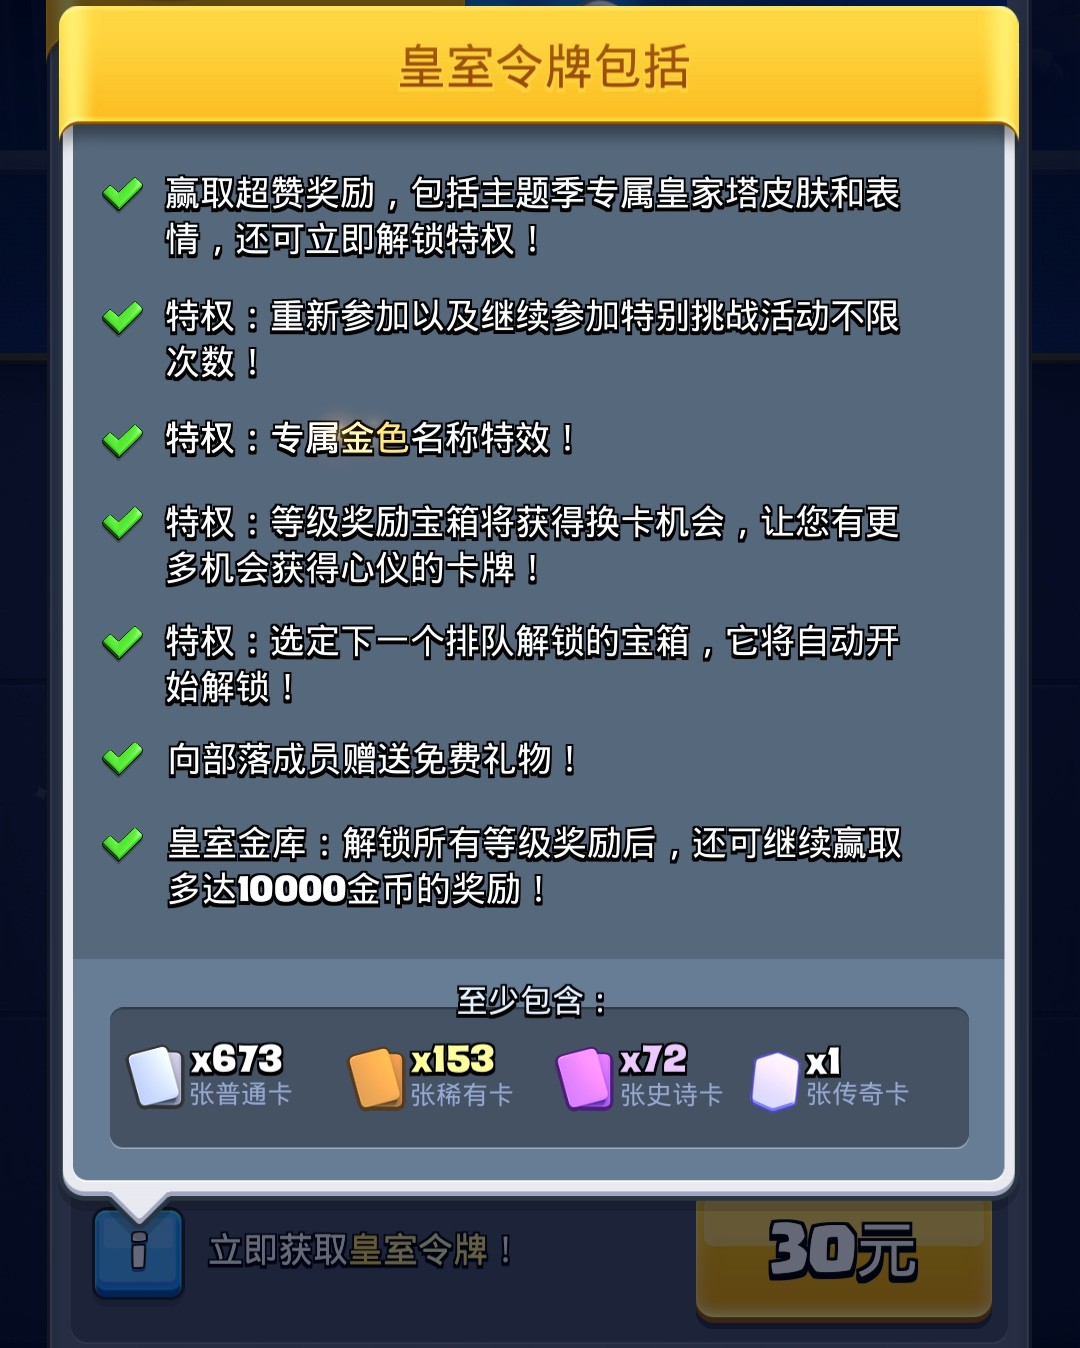 皇室令牌包括
赢取超赞奖励，包括主题季专属皇家塔皮肤和表
情，还可立即解锁特权！
特权：重新参加以及继续参加特别挑战活动不限
次数！
特权：专属金色名称特效！
特权：等级奖励宝箱将获得换卡机会，让您有更
多机会获得心仪的卡牌！
特权：选定下一个排队解锁的宝箱，它将自动开
始解锁！
向部落成员赠送免费礼物！
皇室金库：解锁所有等级奖励后，还可继续赢取
多达10000金币的奖励！
至少包含：
x673 x153 x72 x1
张普通卡 张稀有卡 张史诗卡 张传奇卡
i 立即获取皇室令牌！ 30元